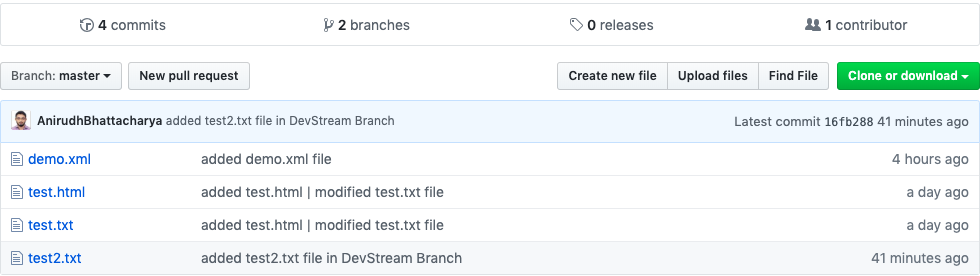 4 commits 2 branches 0 releases 1 contributor
Branch: master New pull request Create new file Upload files Find File Clone or download
AnirudhBhattacharya added test2.txt file in DevStream Branch Latest commit 16fb288 41 minutes ago
demo.xml added demo.xml file 4 hours ago
test.html added test.html | modified test.txt file a day ago
test.txt added test.html | modified test.txt file a day ago
test2.txt added test2.txt file in DevStream Branch 41 minutes ago